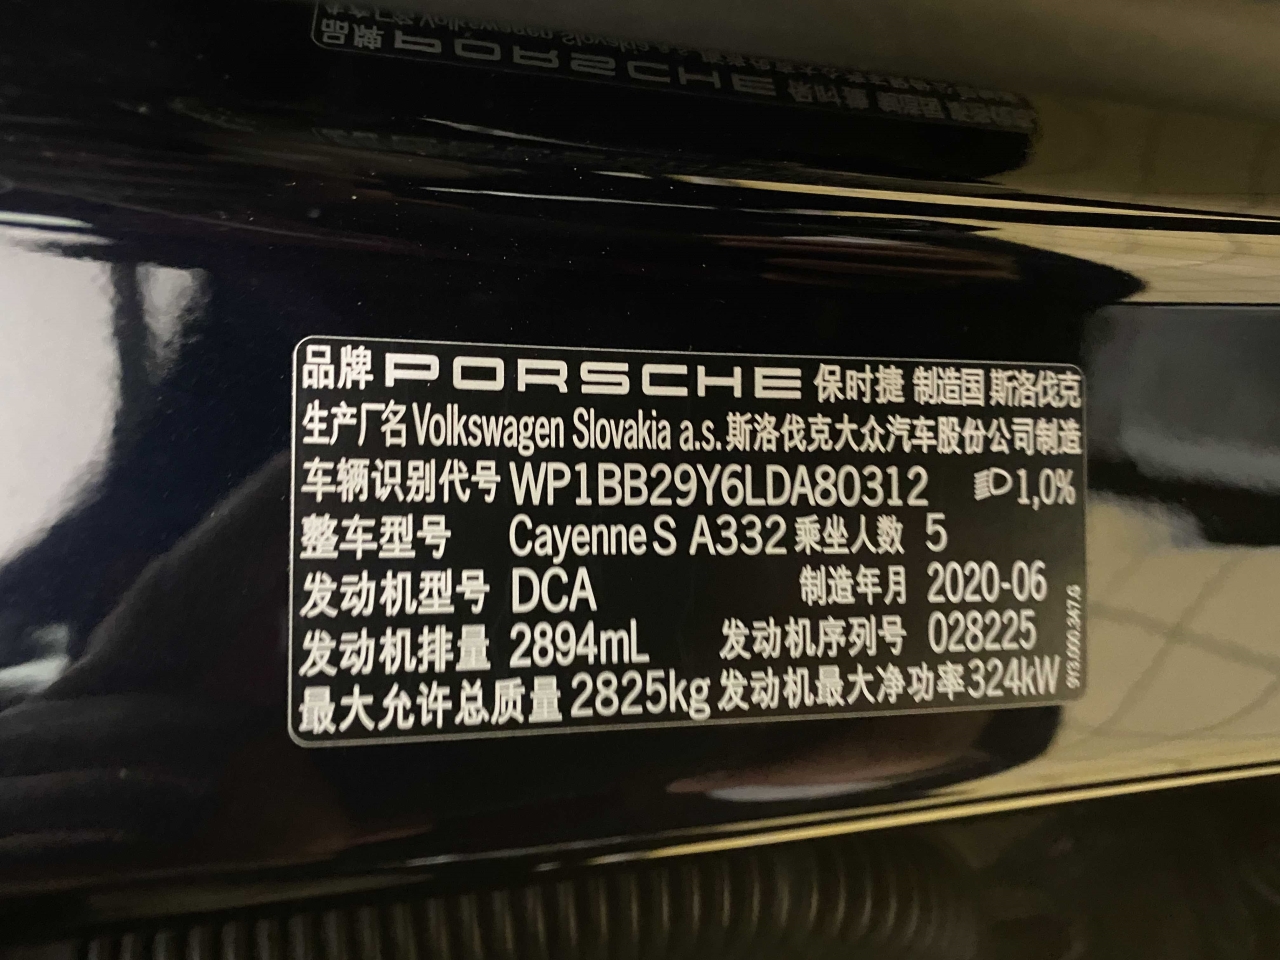 品牌 PORSCHE 保时捷 制造国 斯洛伐克
生产厂名 Volkswagen Slovakia a.s. 斯洛伐克大众汽车股份公司制造
车辆识别代号 WP1BB29Y6LDA80312 1,0%
整车型号 Cayenne S A332 乘坐人数 5
发动机型号 DCA 制造年月 2020-06
发动机排量 2894mL 发动机序列号 028225
最大允许总质量 2825kg 发动机最大净功率 324kW
9Y3.000.347.G